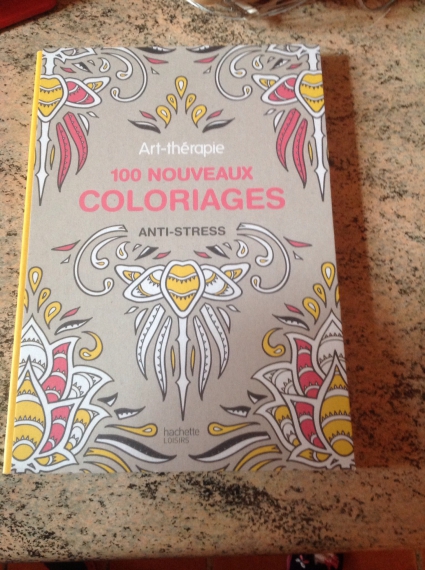 Art-thérapie
100 NOUVEAUX
COLORIAGES
ANTI-STRESS
hachette
LOISIRS